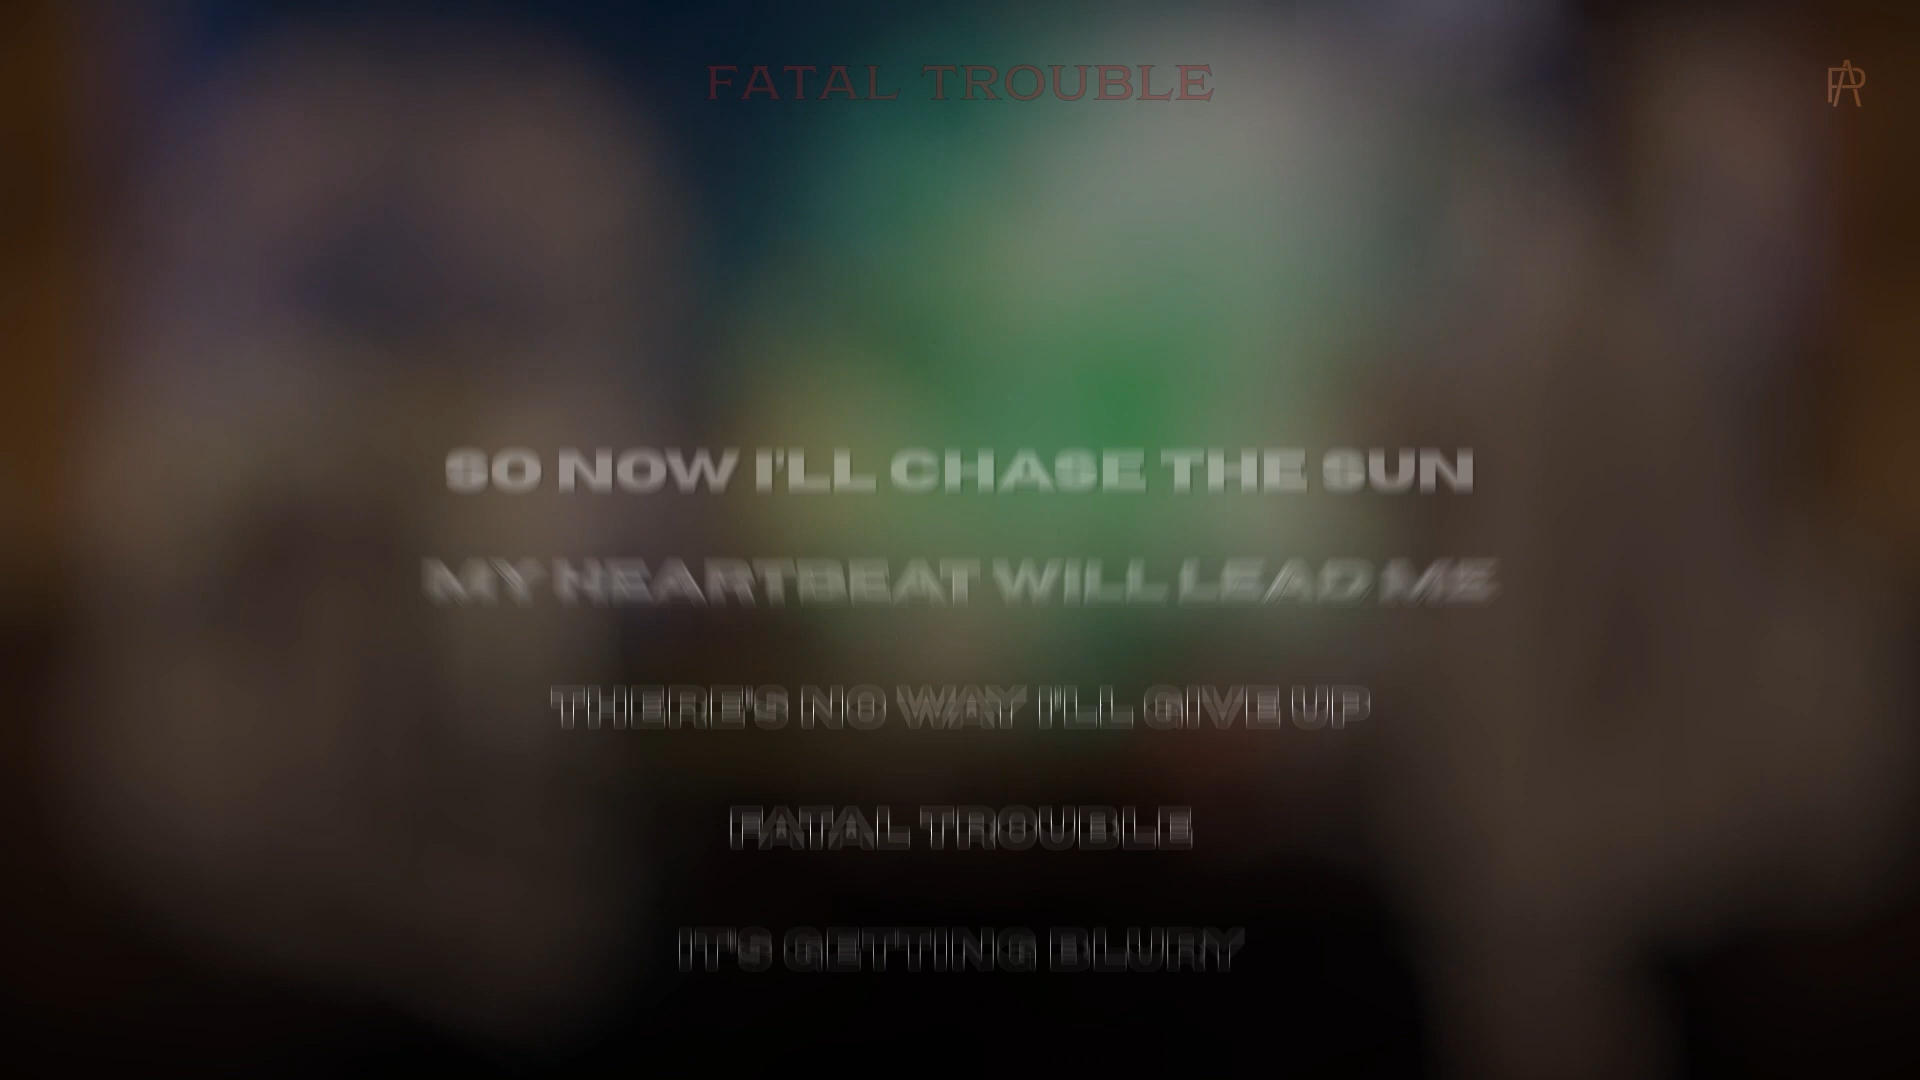 FATAL TROUBLE
SO NOW I'LL CHASE THE SUN
MY HEARTBEAT WILL LEAD ME
THERE'S NO WAY I'LL GIVE UP
FATAL TROUBLE
IT'S GETTING BLURY